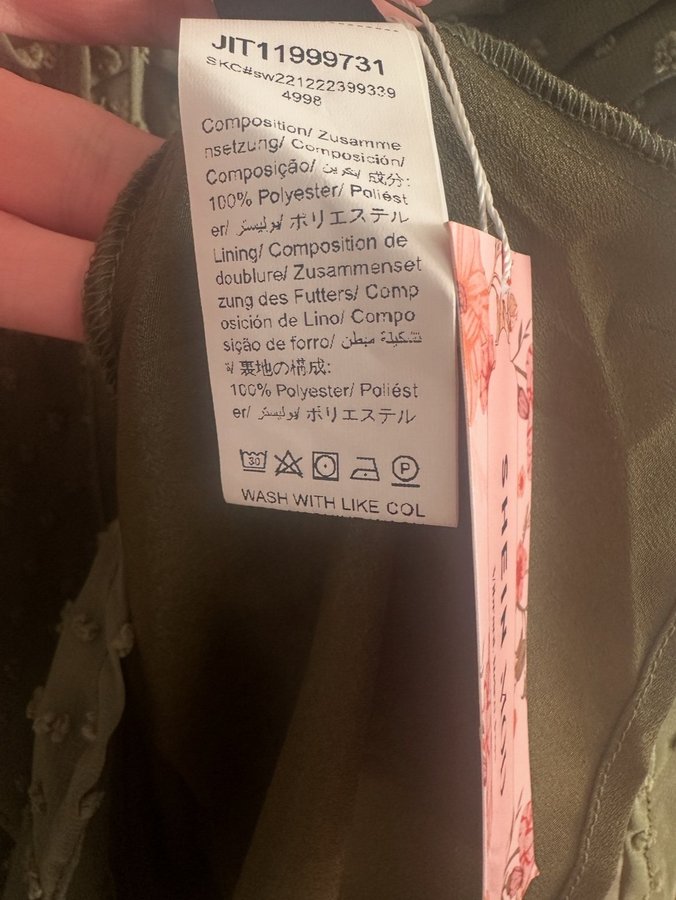 JIT11999731
SKC#sw221222399339
4998
Composition/ Zusamme
nsetzung/ Composición/
Composição/ تكوين/ 成分:
100% Polyester/ Poliést
er/ بوليستر/ ポリエステル
Lining/ Composition de
doublure/ Zusammenset
zung des Futters/ Comp
osición de Lino/ Compo
sição de forro/ تشكيلة مبطن
ة/ 裏地の構成:
100% Polyester/ Poliést
er/ بوليستر/ ポリエステル
30 P
WASH WITH LIKE COL
SHEIN